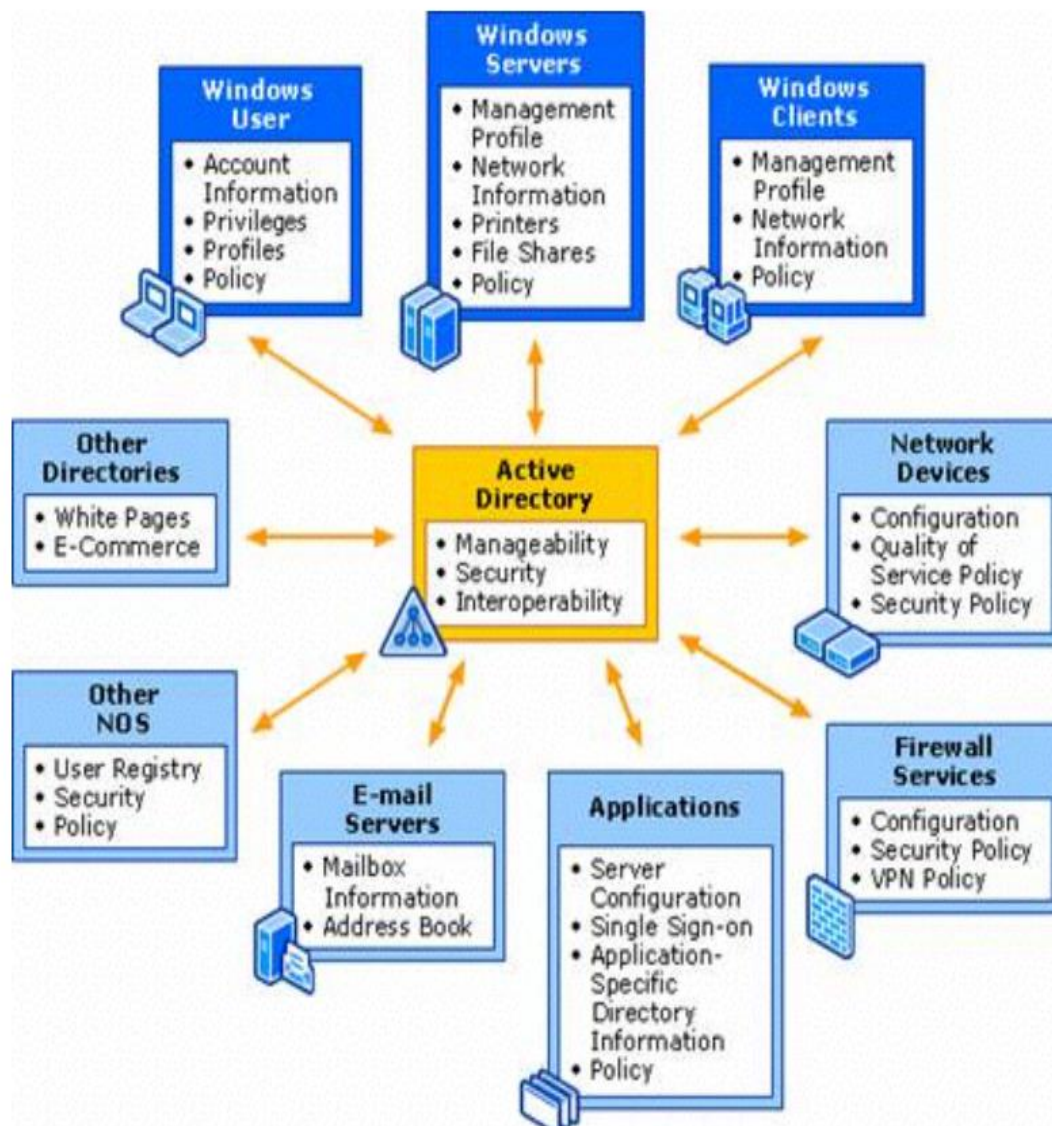 Windows
User
• Account
Information
• Privileges
• Profiles
• Policy
Windows
Servers
• Management
Profile
• Network
Information
• Printers
• File Shares
• Policy
Windows
Clients
• Management
Profile
• Network
Information
• Policy
Other
Directories
• White Pages
• E-Commerce
Active
Directory
• Manageability
• Security
• Interoperability
Network
Devices
• Configuration
• Quality of
Service Policy
• Security Policy
Other
NOS
• User Registry
• Security
• Policy
E-mail
Servers
• Mailbox
Information
• Address Book
Applications
• Server
Configuration
• Single Sign-on
• Application-
Specific
Directory
Information
• Policy
Firewall
Services
• Configuration
• Security Policy
• VPN Policy